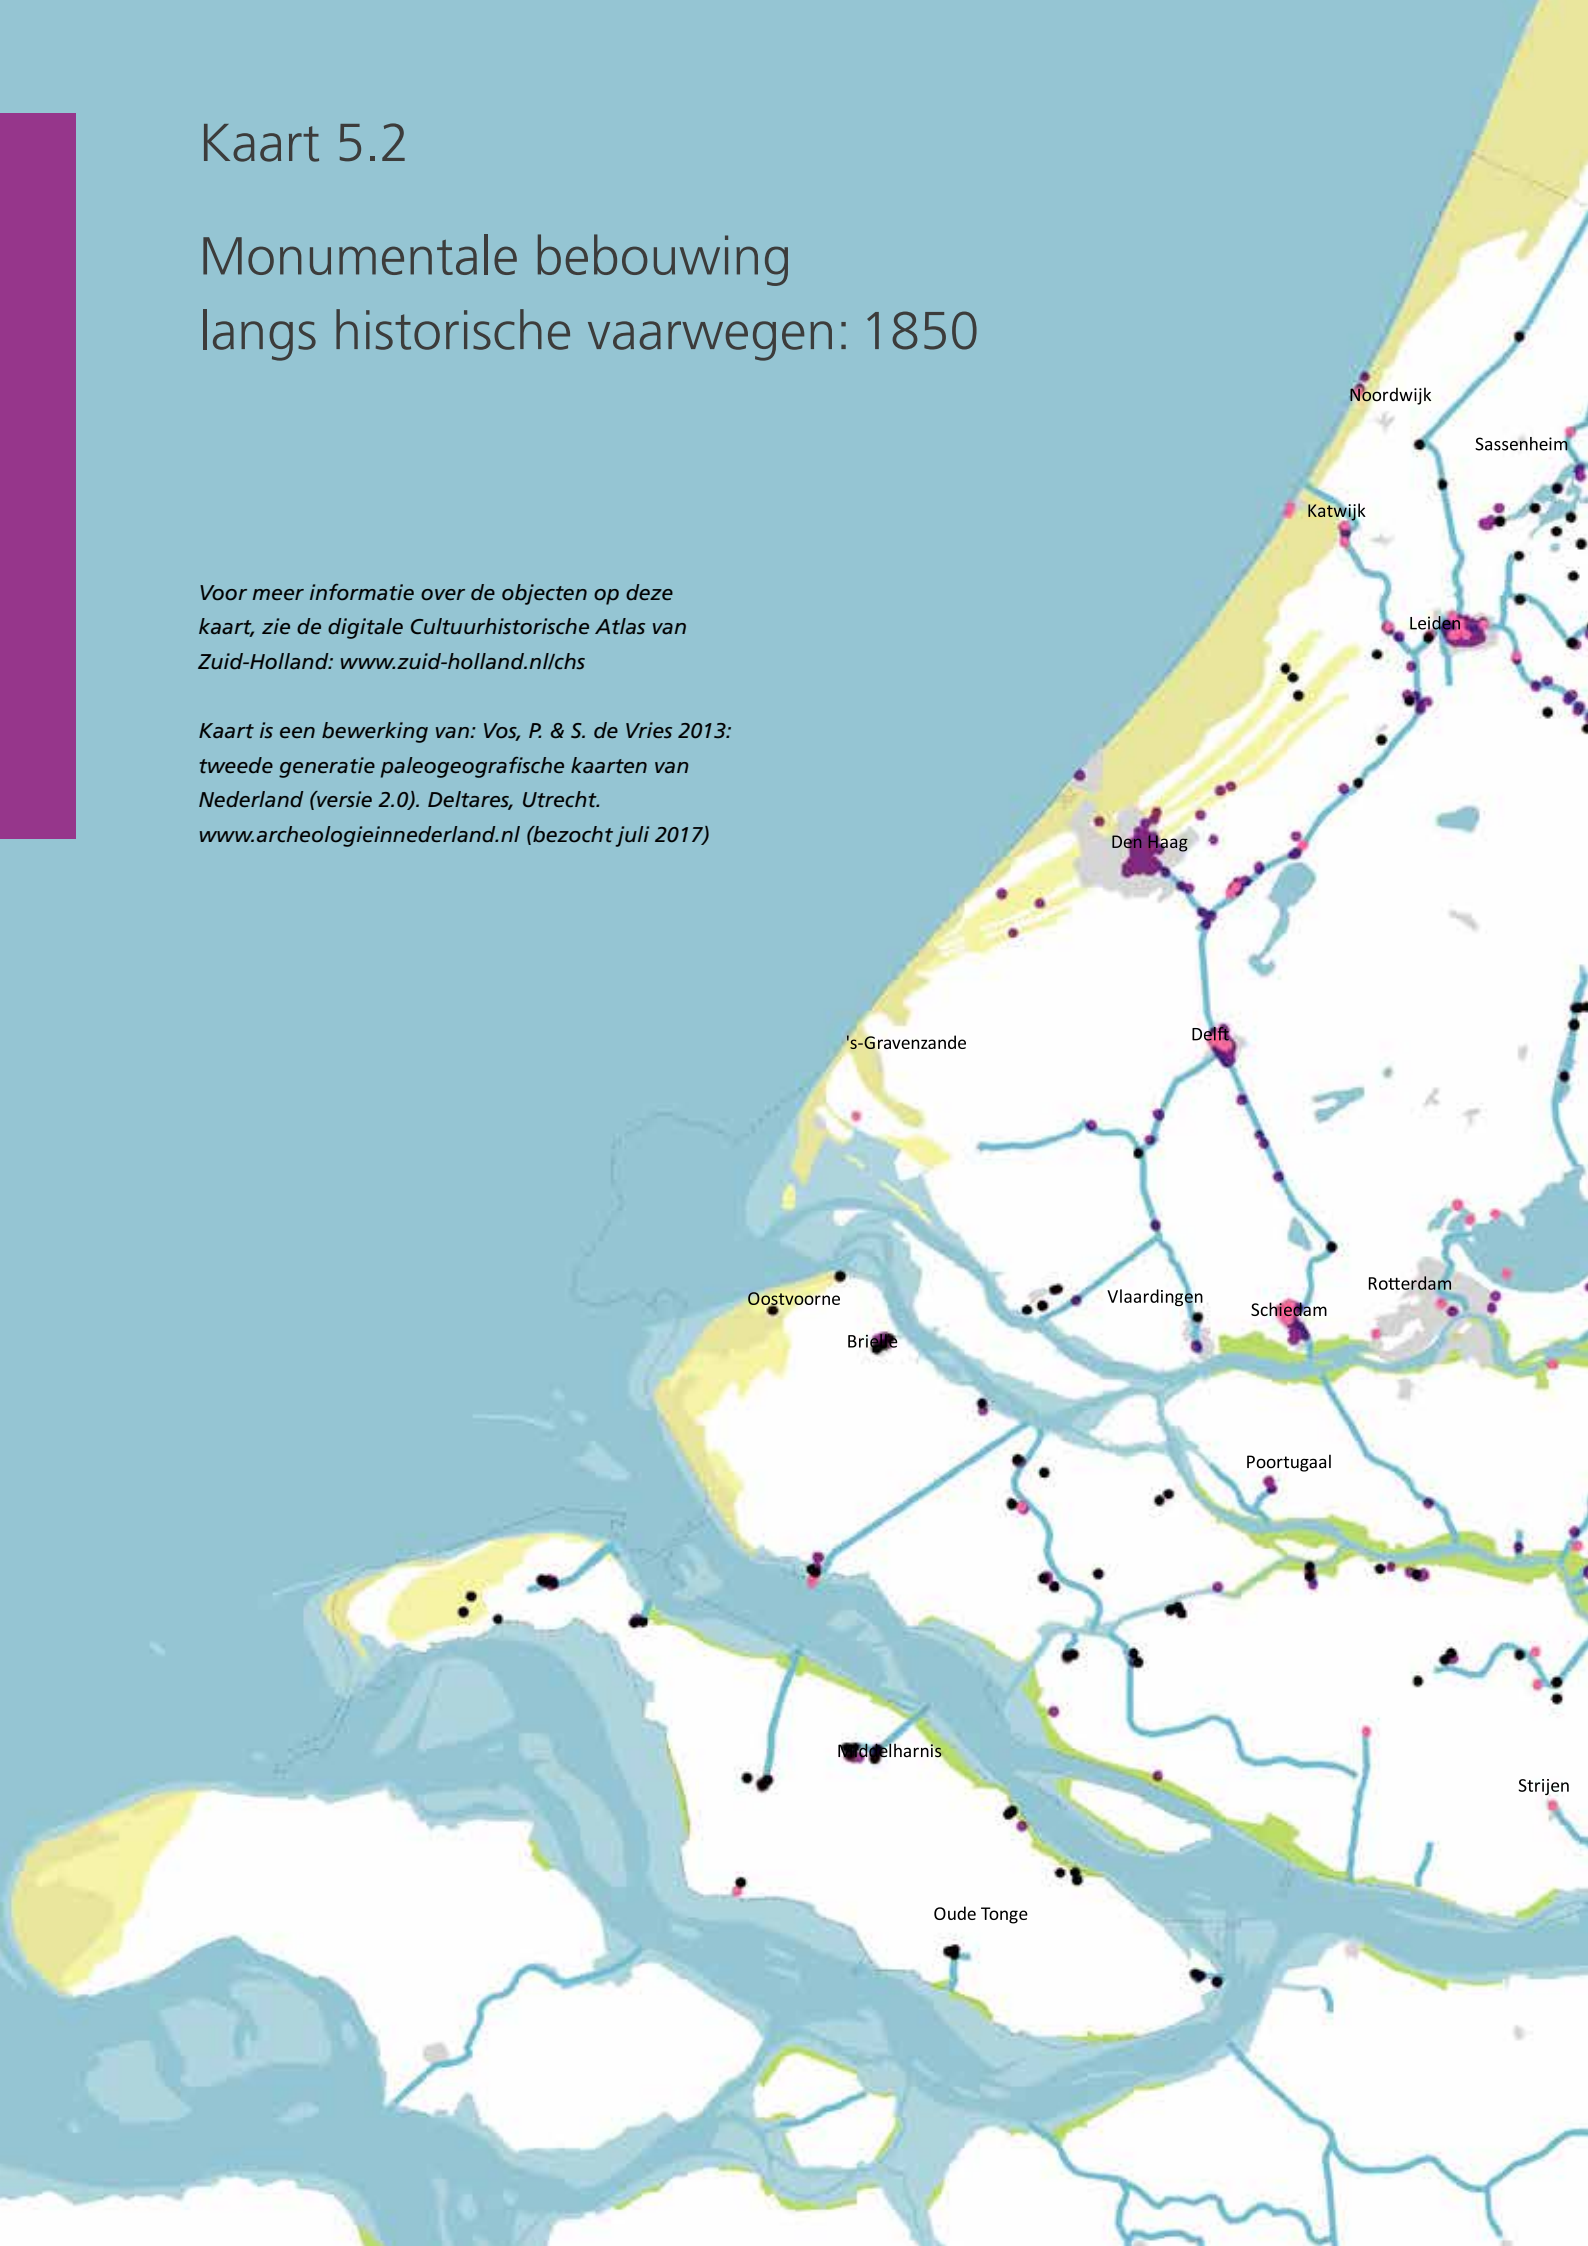 Kaart 5.2
Monumentale bebouwing
langs historische vaarwegen: 1850
Voor meer informatie over de objecten op deze
kaart, zie de digitale Cultuurhistorische Atlas van
Zuid-Holland: www.zuid-holland.nl/chs
Kaart is een bewerking van: Vos, P. & S. de Vries 2013:
tweede generatie paleogeografische kaarten van
Nederland (versie 2.0). Deltares, Utrecht.
www.archeologieinnederland.nl (bezocht juli 2017)
Noordwijk
Sassenheim
Katwijk
Leiden
Den Haag
Delft
's-Gravenzande
Rotterdam
Vlaardingen
Schiedam
Oostvoorne
Brielle
Poortugaal
Middelharnis
Strijen
Oude Tonge